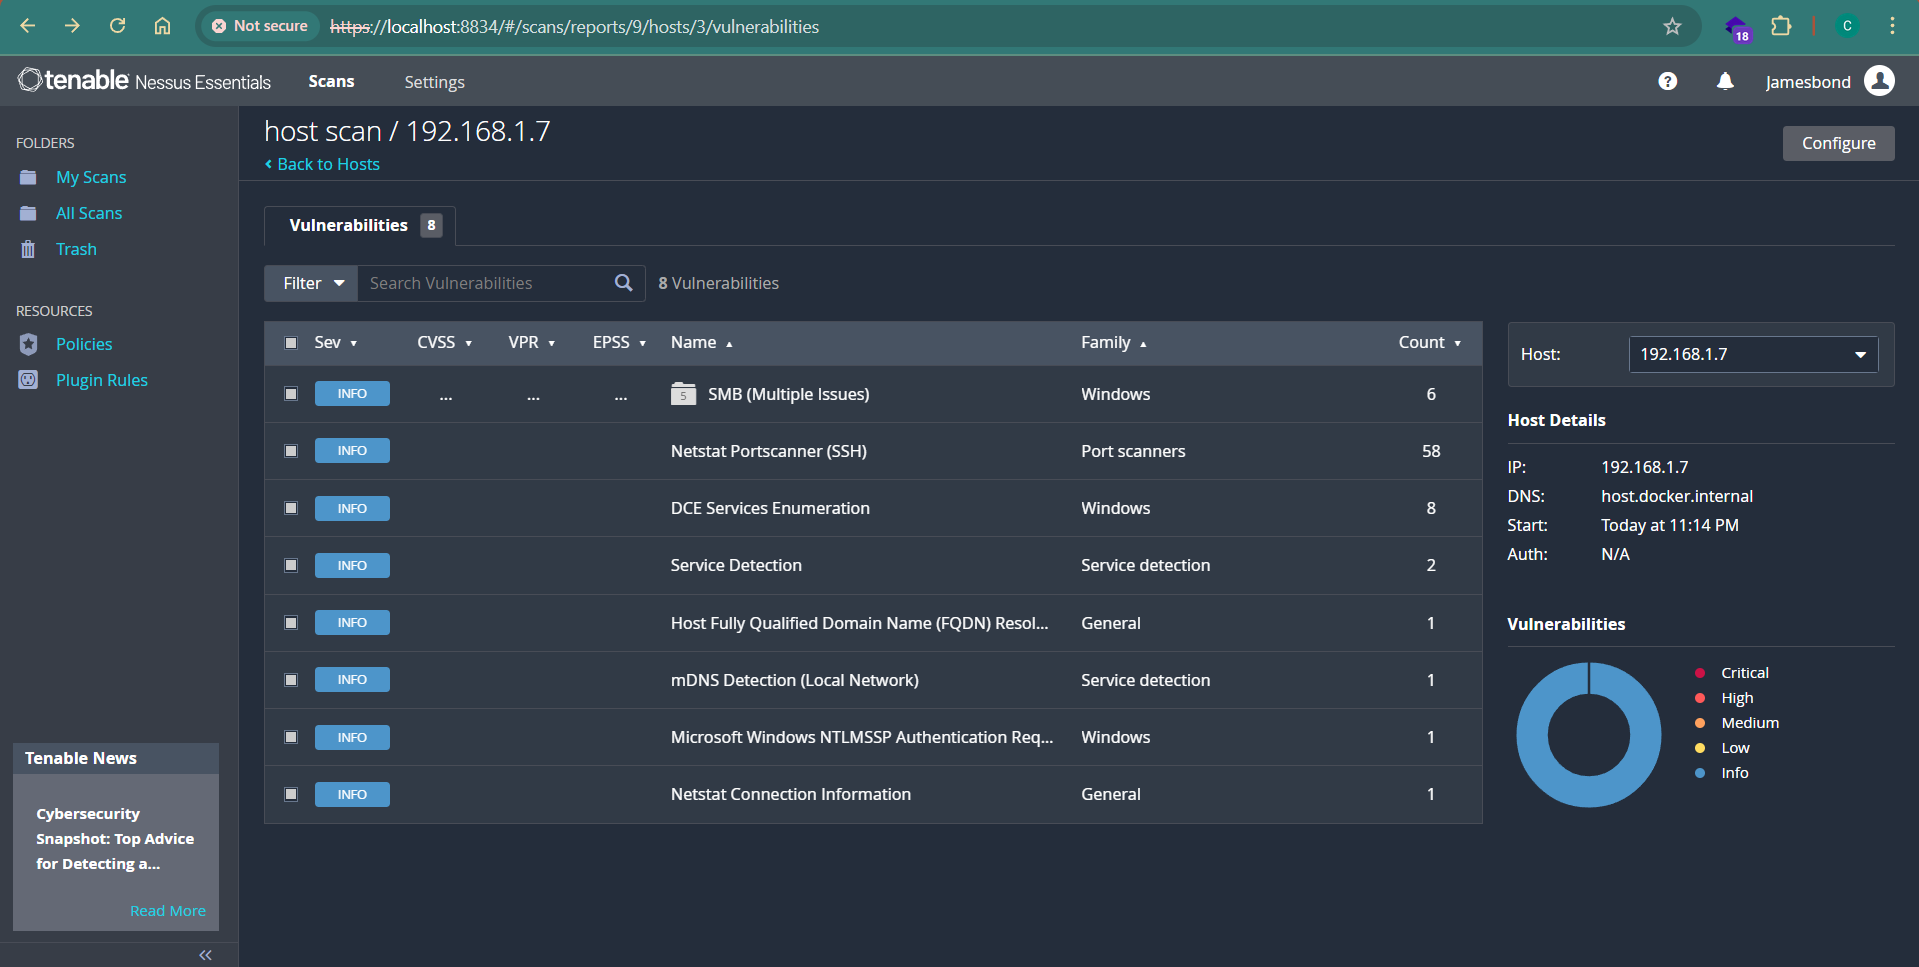 Not secure https://localhost:8834/#/scans/reports/9/hosts/3/vulnerabilities 18 C
tenable Nessus Essentials Scans Settings ? Jamesbond
FOLDERS
My Scans
All Scans
Trash
RESOURCES
Policies
Plugin Rules
Tenable News
Cybersecurity
Snapshot: Top Advice
for Detecting a...
Read More
host scan / 192.168.1.7
Back to Hosts
Configure
Vulnerabilities 8
Filter Search Vulnerabilities 8 Vulnerabilities
Sev CVSS VPR EPSS Name Family Count
INFO ... ... ... 5 SMB (Multiple Issues) Windows 6
INFO Netstat Portscanner (SSH) Port scanners 58
INFO DCE Services Enumeration Windows 8
INFO Service Detection Service detection 2
INFO Host Fully Qualified Domain Name (FQDN) Resol... General 1
INFO mDNS Detection (Local Network) Service detection 1
INFO Microsoft Windows NTLMSSP Authentication Req... Windows 1
INFO Netstat Connection Information General 1
Host: 192.168.1.7
Host Details
IP: 192.168.1.7
DNS: host.docker.internal
Start: Today at 11:14 PM
Auth: N/A
Vulnerabilities
Critical
High
Medium
Low
Info